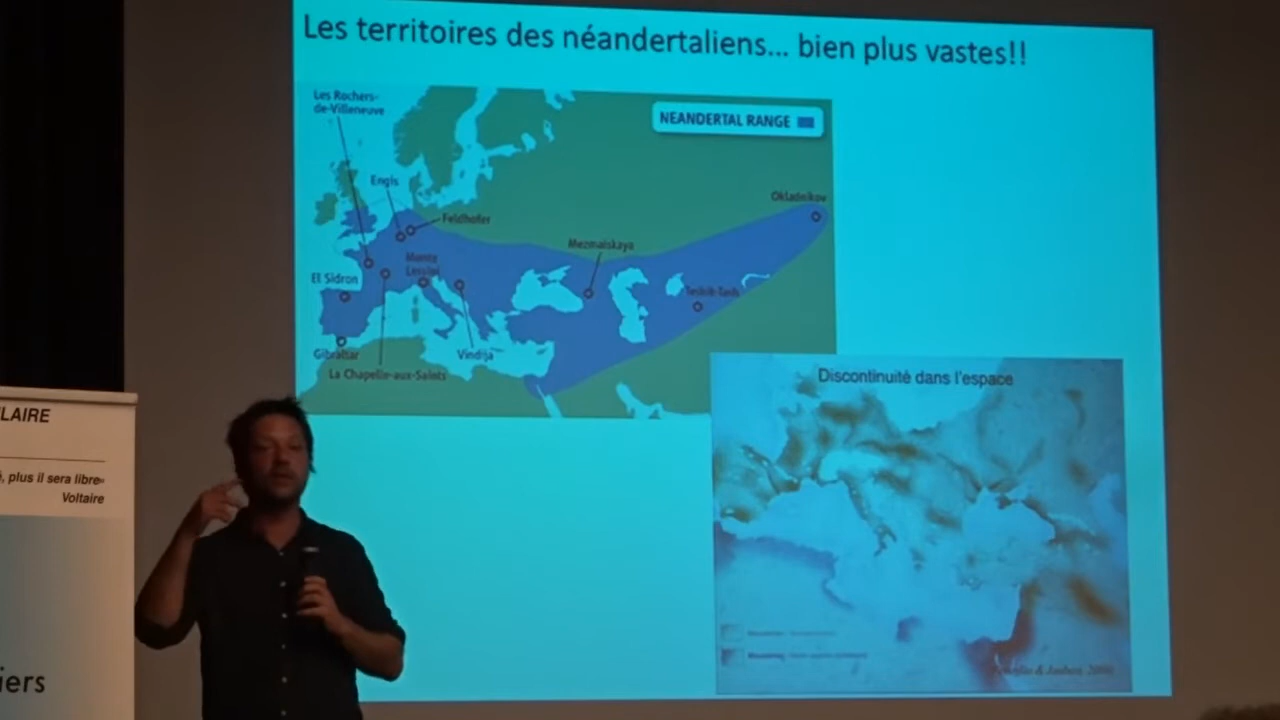 Les territoires des néandertaliens... bien plus vastes!!
Les Rochers-
de-Villeneuve
NEANDERTAL RANGE
Engis
Feldhofer
Okladnikov
Mezmaiskaya
Monte
Lessini
El Sidron
Teshik-Tash
Gibraltar
Vindija
La Chapelle-aux-Saints
Discontinuité dans l'espace
LAIRE
, plus il sera libre»
Voltaire
iers